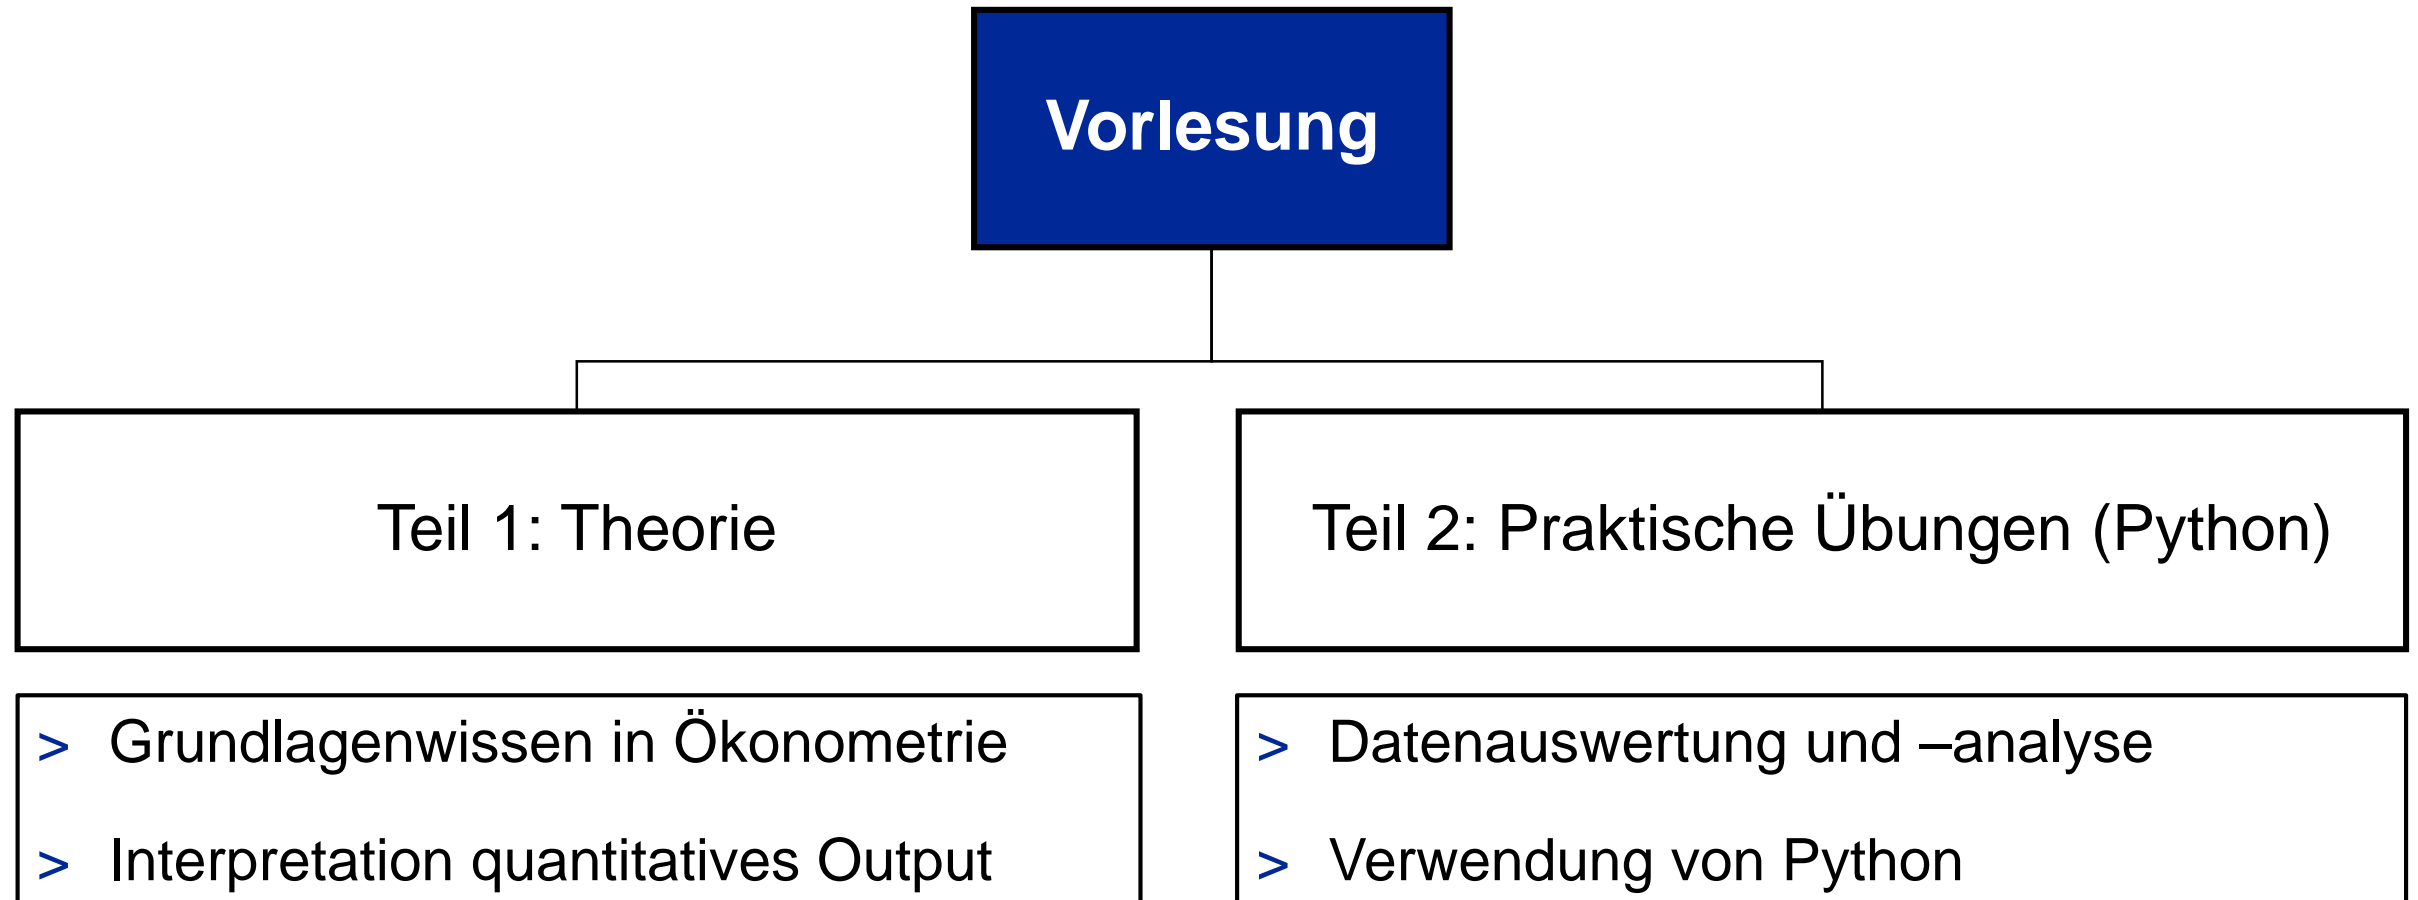 Vorlesung
Teil 1: Theorie
Teil 2: Praktische Übungen (Python)
> Grundlagenwissen in Ökonometrie
> Interpretation quantitatives Output
> Datenauswertung und –analyse
> Verwendung von Python